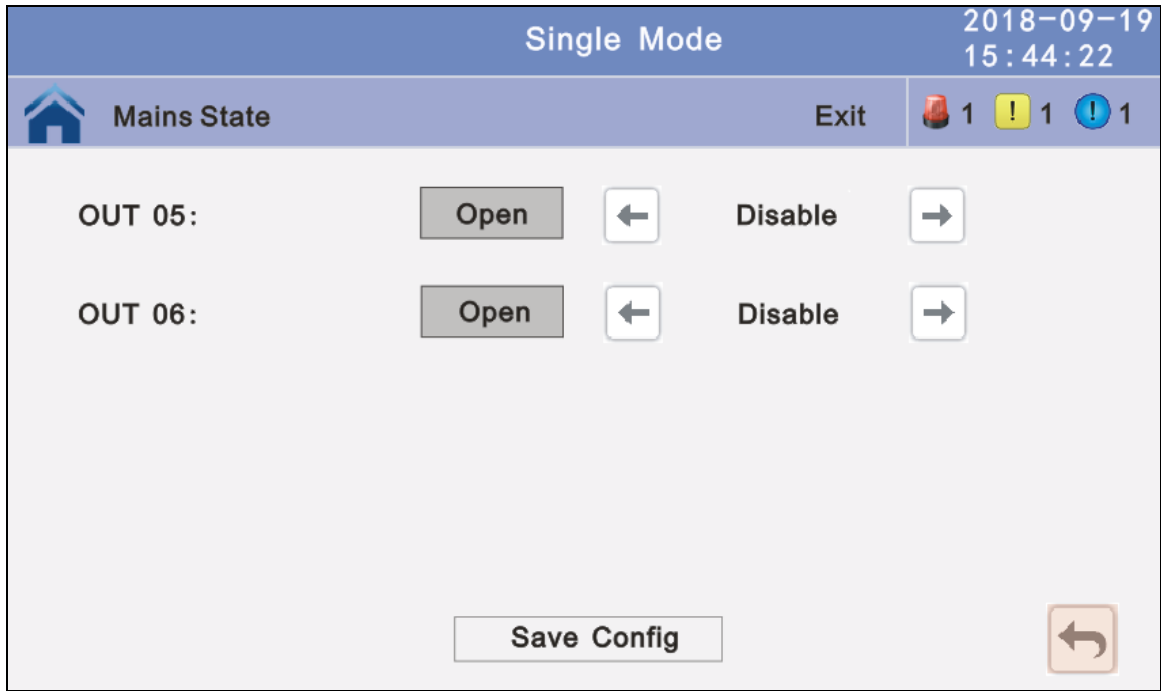 Single Mode
2018-09-19
15:44:22
Mains State Exit 1 ! 1 ! 1
OUT 05: Open Disable
OUT 06: Open Disable
Save Config